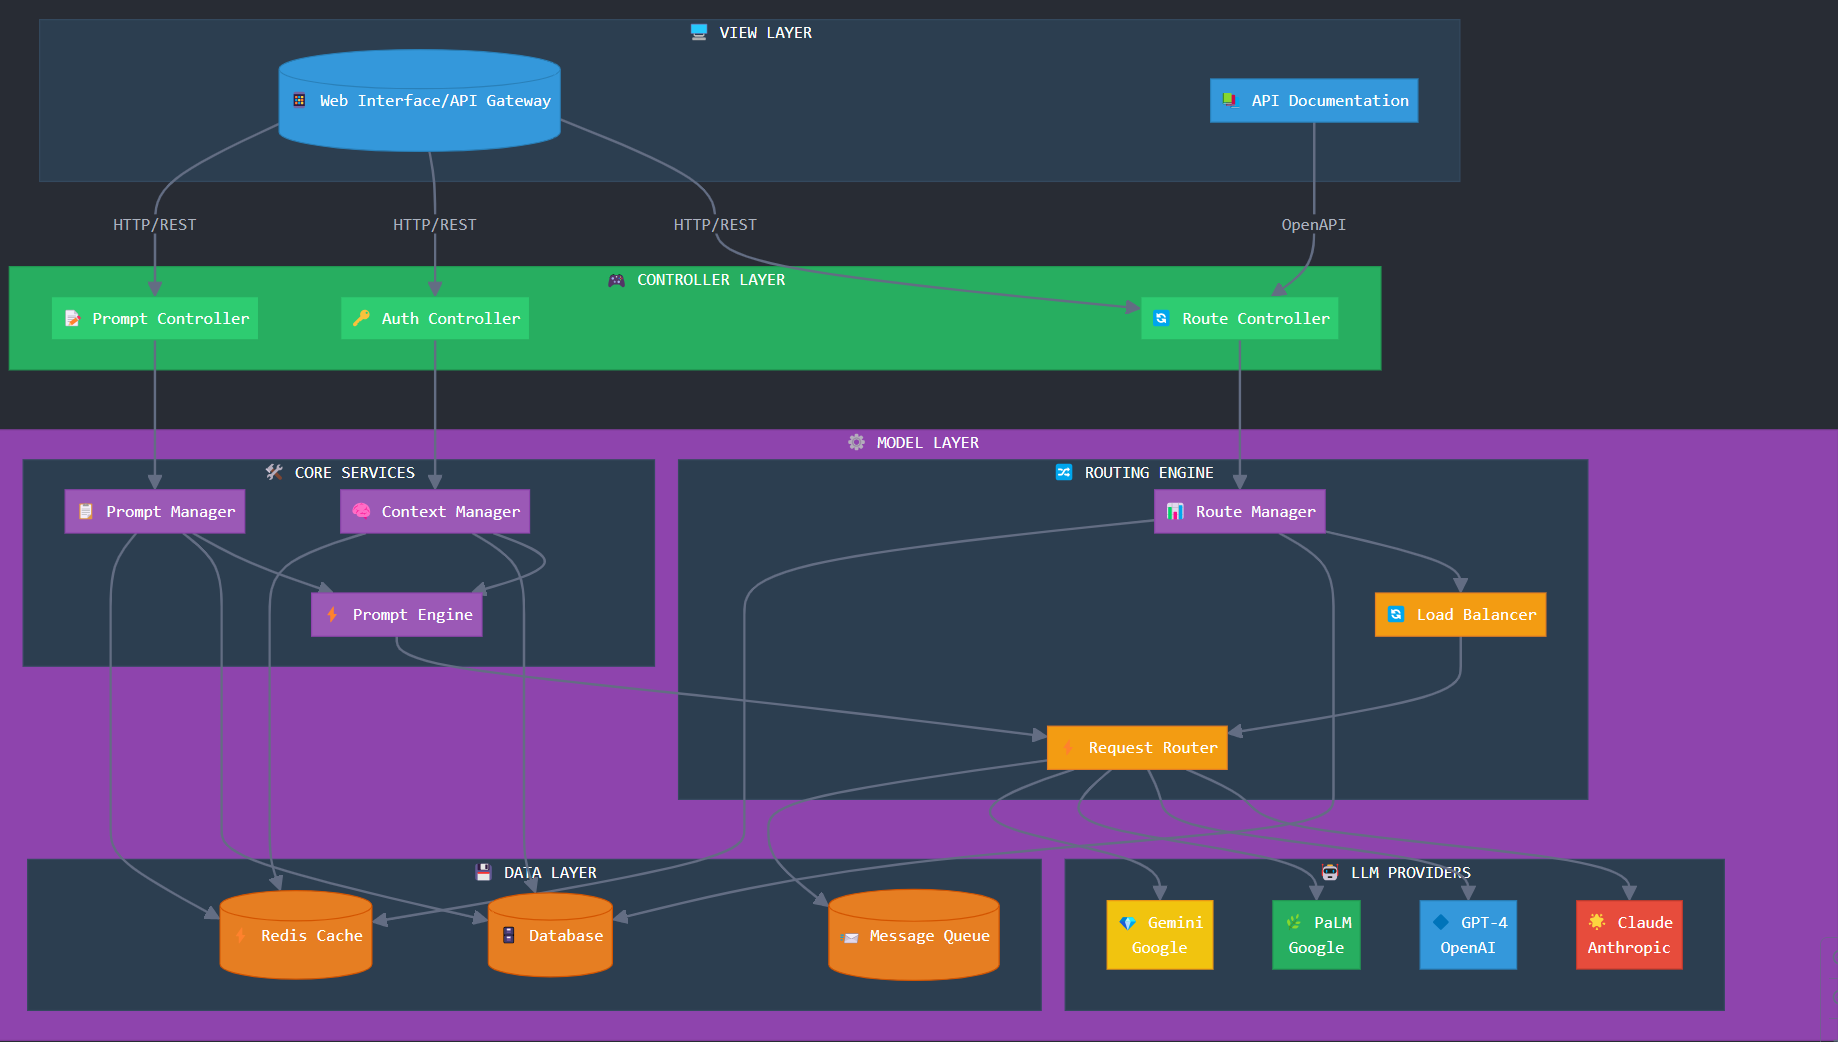 VIEW LAYER
Web Interface/API Gateway
API Documentation
HTTP/REST
HTTP/REST
HTTP/REST
OpenAPI
CONTROLLER LAYER
Prompt Controller
Auth Controller
Route Controller
MODEL LAYER
CORE SERVICES
ROUTING ENGINE
Prompt Manager
Context Manager
Route Manager
Prompt Engine
Load Balancer
Request Router
DATA LAYER
LLM PROVIDERS
Redis Cache
Database
Message Queue
Gemini
Google
PaLM
Google
GPT-4
OpenAI
Claude
Anthropic